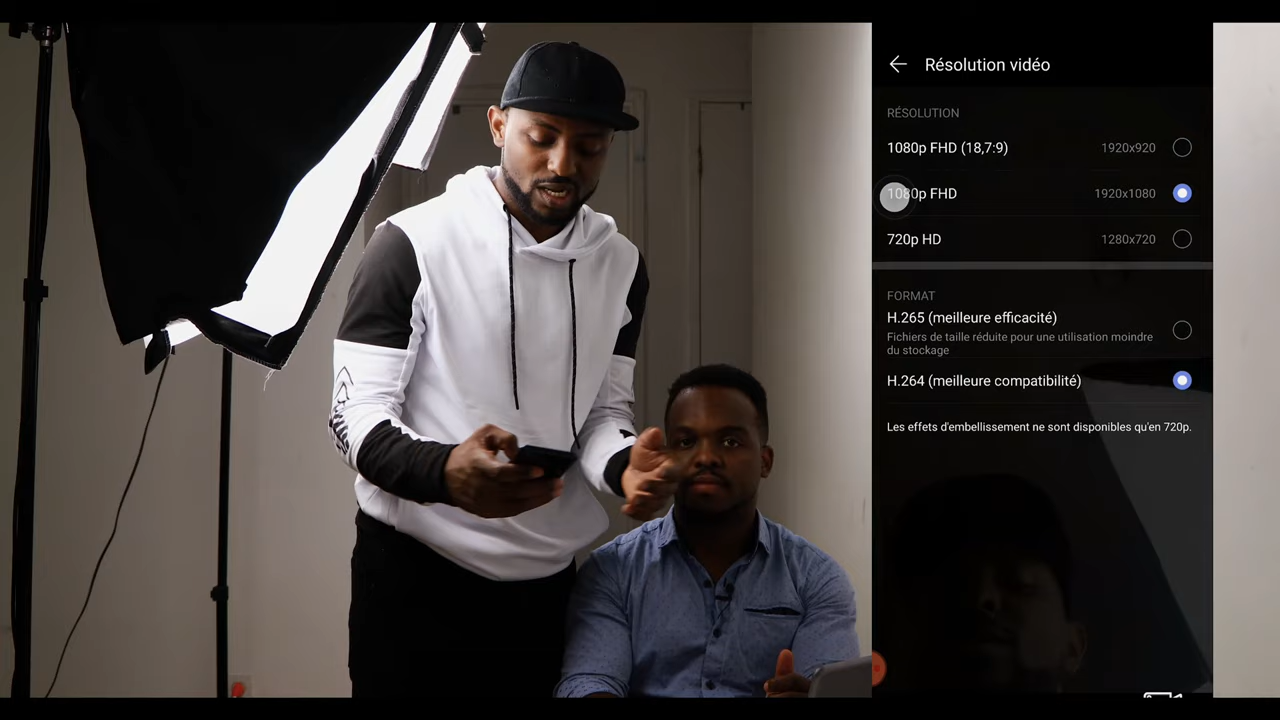 Résolution vidéo
RÉSOLUTION
1080p FHD (18,7:9) 1920x920
1080p FHD 1920x1080
720p HD 1280x720
FORMAT
H.265 (meilleure efficacité)
Fichiers de taille réduite pour une utilisation moindre
du stockage
H.264 (meilleure compatibilité)
Les effets d'embellissement ne sont disponibles qu'en 720p.